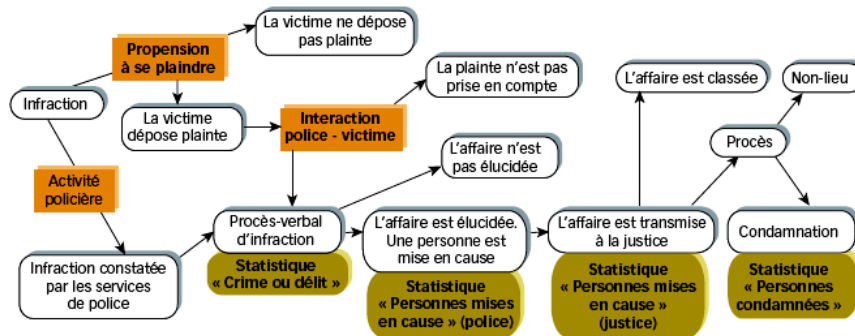 La victime ne dépose
pas plainte
Propension
à se plaindre
Infraction
La victime
dépose plainte
Interaction
police - victime
La plainte n'est pas
prise en compte
L'affaire est classée
Non-lieu
L'affaire n'est
pas élucidée
Procès
Activité
policière
Infraction constatée
par les services
de police
Procès-verbal
d'infraction
Statistique
« Crime ou délit »
L'affaire est élucidée.
Une personne est
mise en cause
Statistique
« Personnes mises
en cause » (police)
L'affaire est transmise
à la justice
Statistique
« Personnes mises
en cause »
(justice)
Condamnation
Statistique
« Personnes
condamnées »